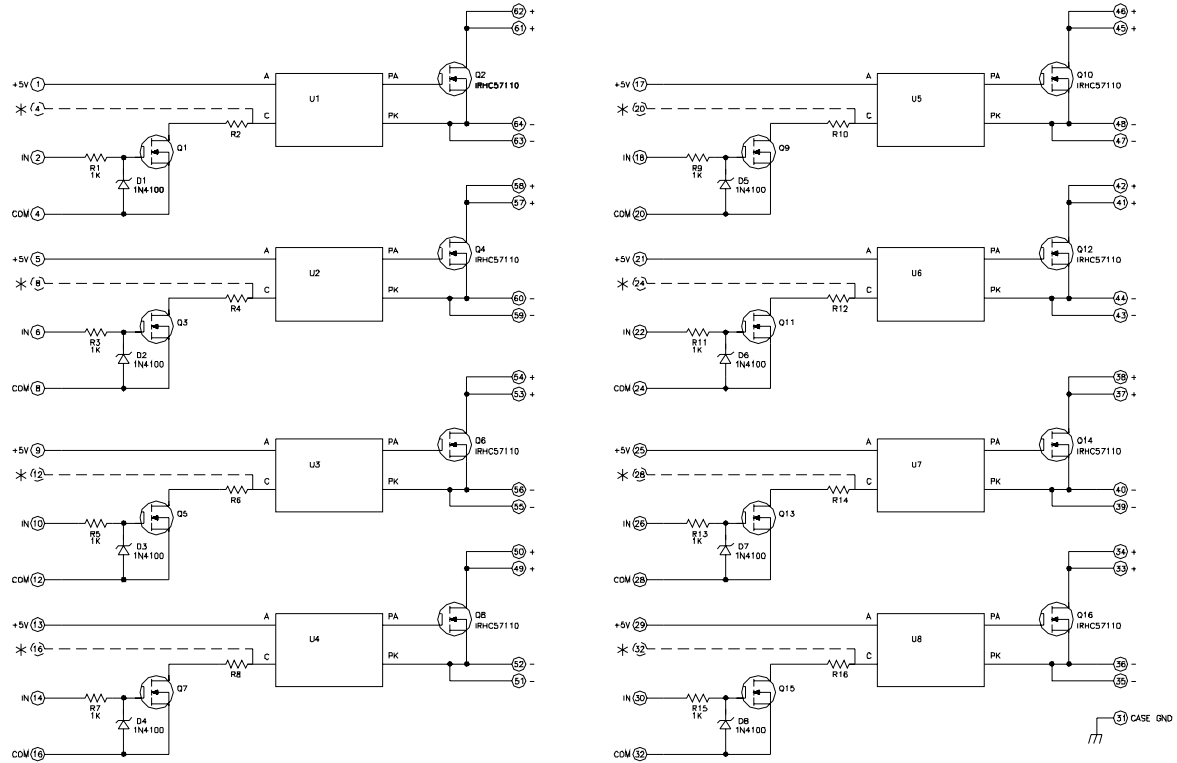 62 +
61 +
Q2
IRHC57110
+5V 1
A
U1
PA
* 4
C
PK
64 -
63 -
R2
Q1
IN 2
R1
1K
D1
1N4100
COM 4
58 +
57 +
Q4
IRHC57110
+5V 5
A
U2
PA
* 8
C
PK
60 -
59 -
R4
Q3
IN 6
R3
1K
D2
1N4100
COM 8
54 +
53 +
Q6
IRHC57110
+5V 9
A
U3
PA
* 12
C
PK
56 -
55 -
R6
Q5
IN 10
R5
1K
D3
1N4100
COM 12
50 +
49 +
Q8
IRHC57110
+5V 13
A
U4
PA
* 16
C
PK
52 -
51 -
R8
Q7
IN 14
R7
1K
D4
1N4100
COM 16
46 +
45 +
Q10
IRHC57110
+5V 17
A
U5
PA
* 20
C
PK
48 -
47 -
R10
Q9
IN 18
R9
1K
D5
1N4100
COM 20
42 +
41 +
Q12
IRHC57110
+5V 21
A
U6
PA
* 24
C
PK
44 -
43 -
R12
Q11
IN 22
R11
1K
D6
1N4100
COM 24
38 +
37 +
Q14
IRHC57110
+5V 25
A
U7
PA
* 28
C
PK
40 -
39 -
R14
Q13
IN 26
R13
1K
D7
1N4100
COM 28
34 +
33 +
Q16
IRHC57110
+5V 29
A
U8
PA
* 32
C
PK
36 -
35 -
R16
Q15
IN 30
R15
1K
D8
1N4100
COM 32
31 CASE GND